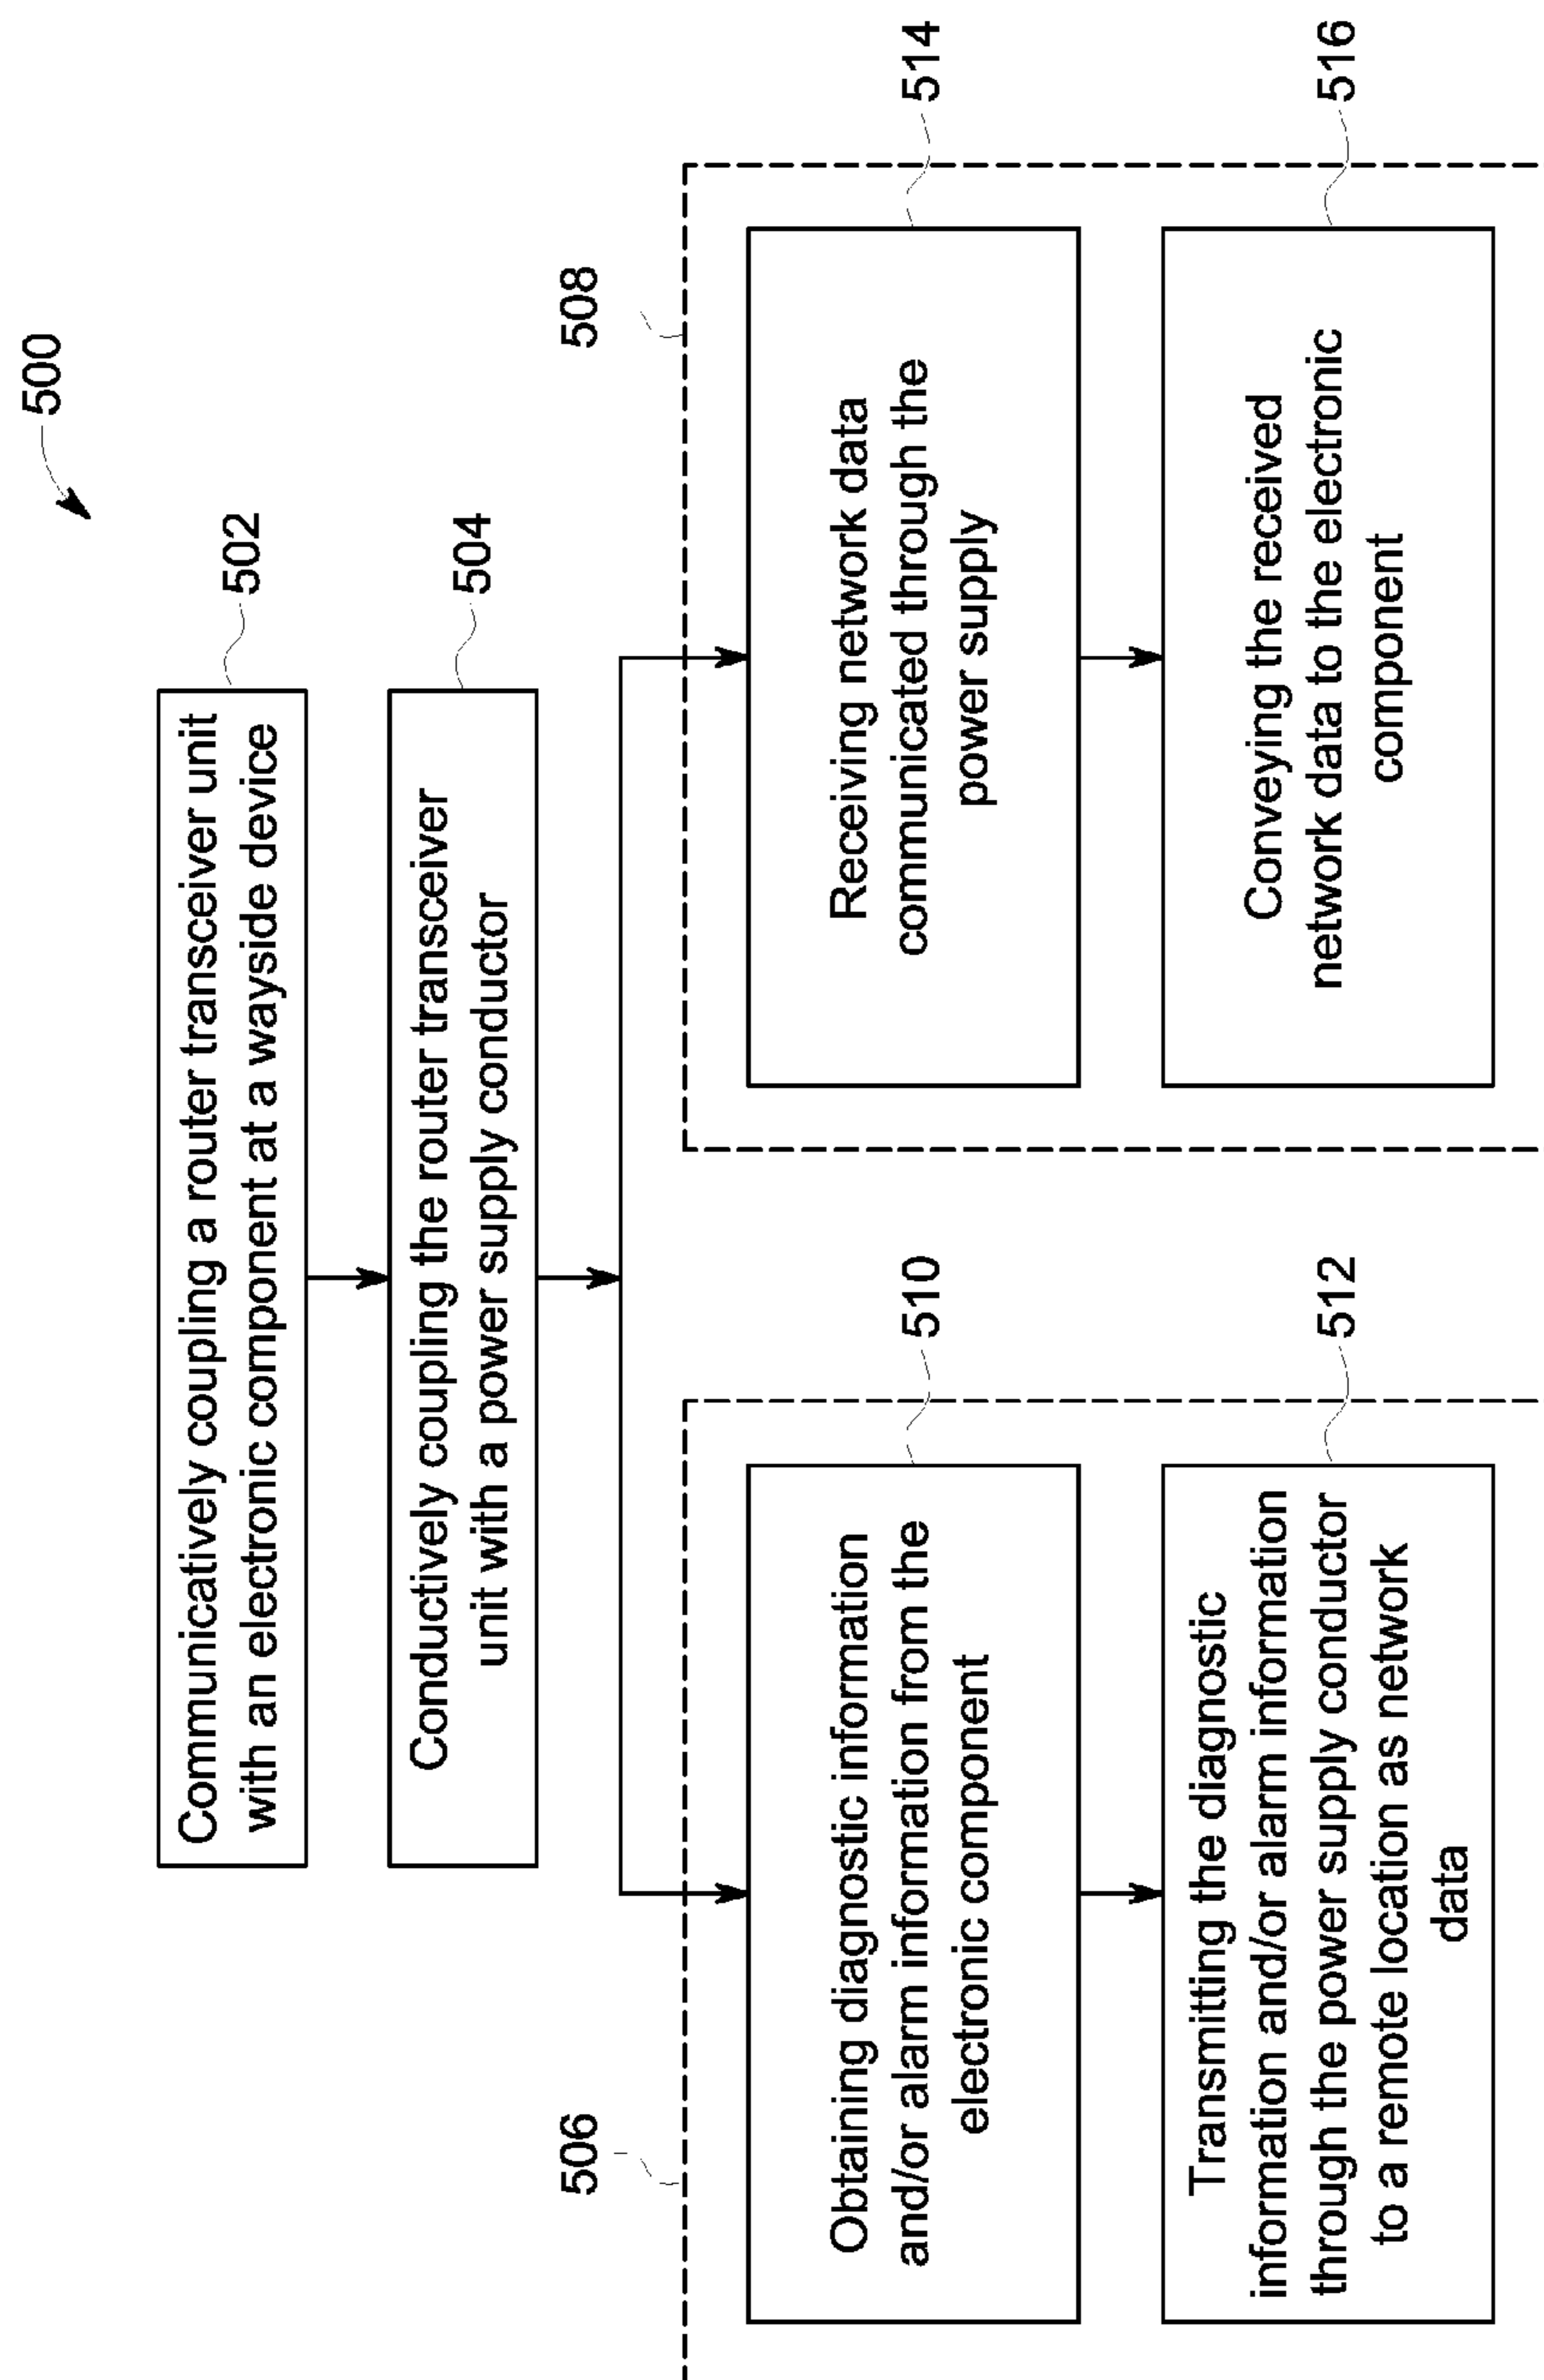 500
Communicatively coupling a router transceiver unit
with an electronic component at a wayside device
502
Conductively coupling the router transceiver
unit with a power supply conductor
504
506
Obtaining diagnostic information
and/or alarm information from the
electronic component
510
Transmitting the diagnostic
information and/or alarm information
through the power supply conductor
to a remote location as network
data
512
508
Receiving network data
communicated through the
power supply
514
Conveying the received
network data to the electronic
component
516